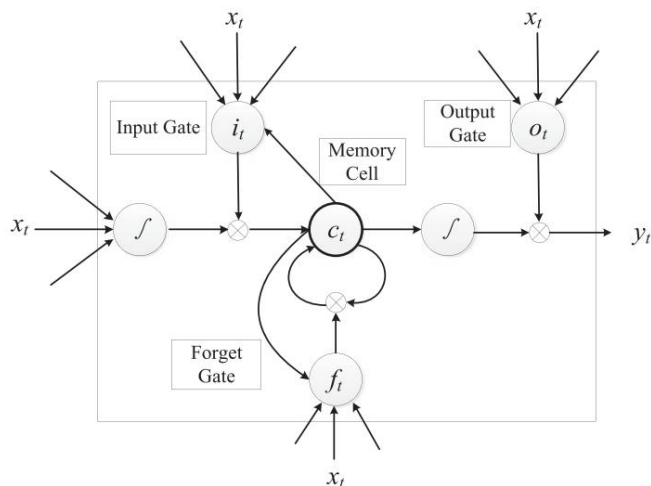 x_t
x_t
Input Gate
i_t
Output
Gate
o_t
Memory
Cell
x_t
∫
c_t
∫
y_t
Forget
Gate
f_t
x_t